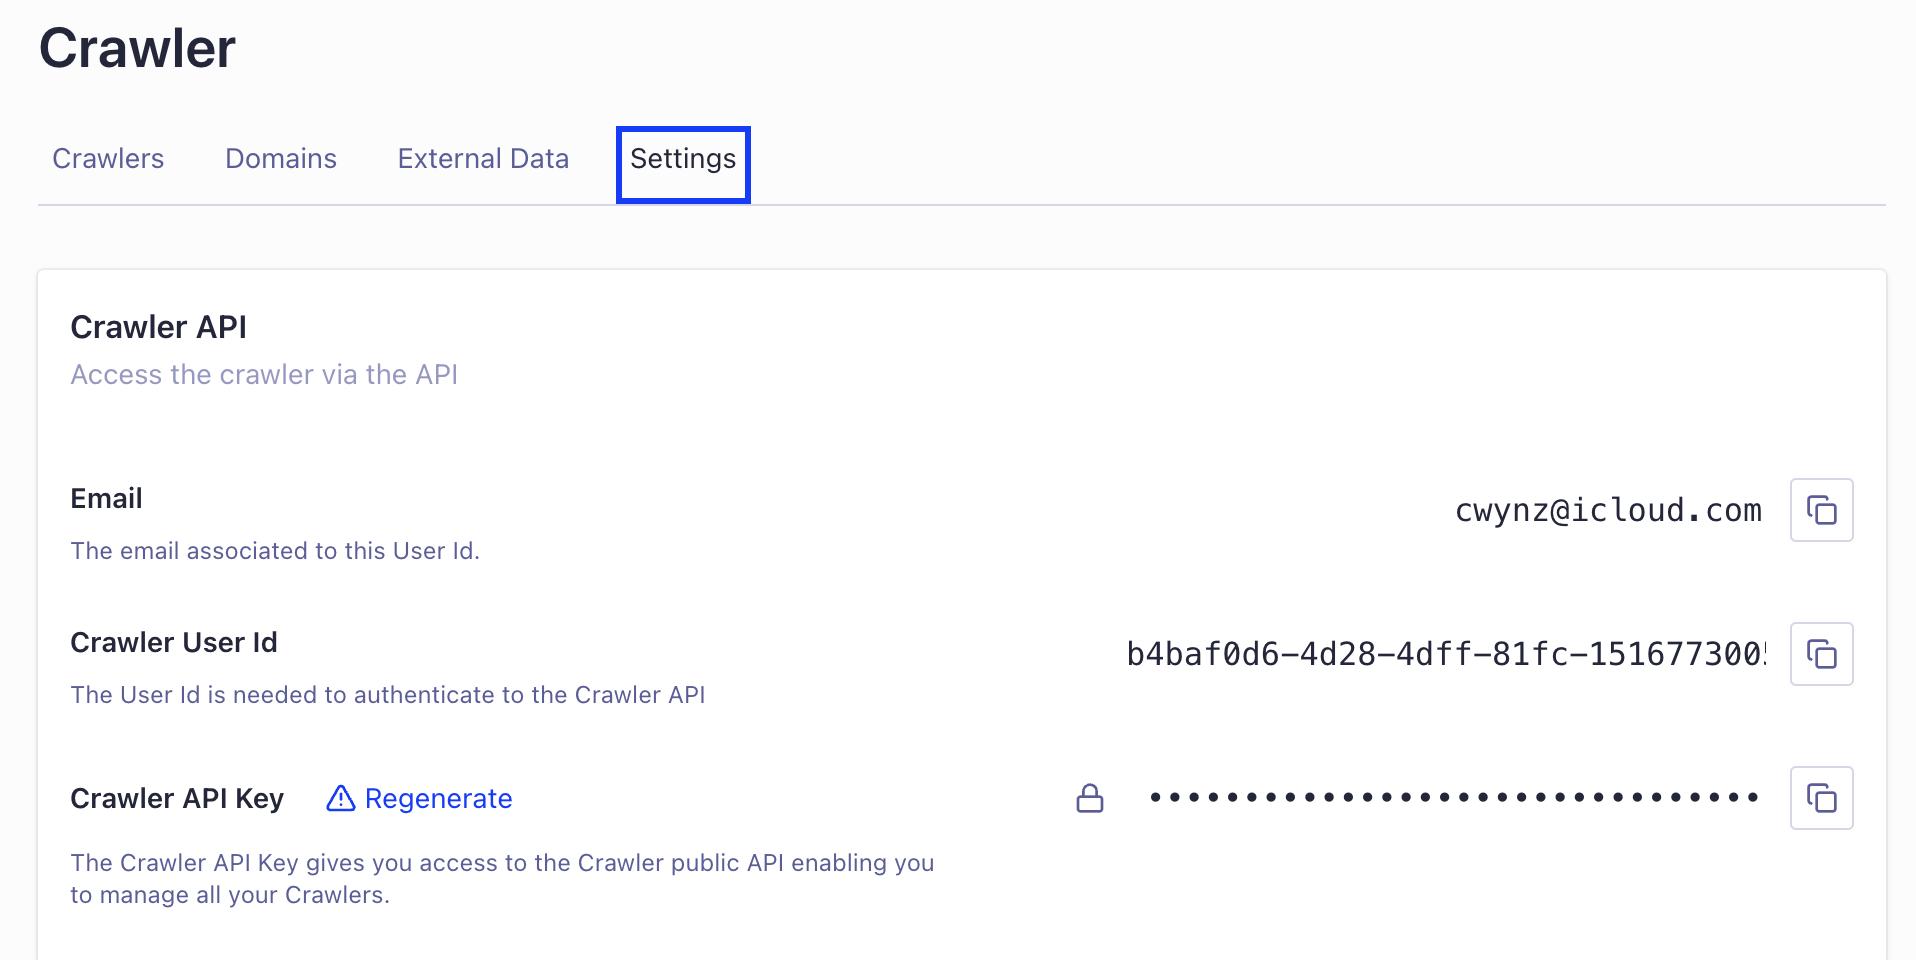 Crawler
Crawlers Domains External Data Settings
Crawler API
Access the crawler via the API
Email
cwynz@icloud.com
The email associated to this User Id.
Crawler User Id
b4baf0d6-4d28-4dff-81fc-151677300
The User Id is needed to authenticate to the Crawler API
Crawler API Key Regenerate
••••••••••••••••••••••••••••••••
The Crawler API Key gives you access to the Crawler public API enabling you
to manage all your Crawlers.